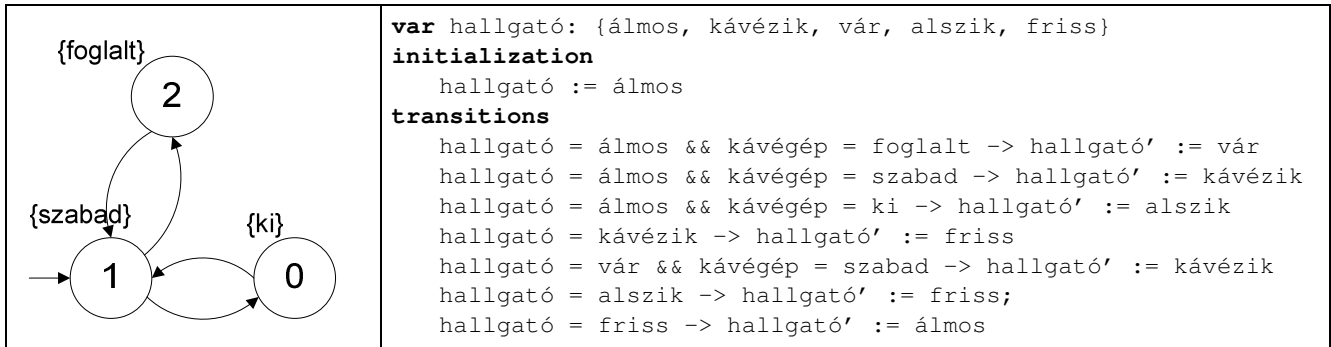 {foglalt}
2
{szabad}
{ki}
1
0
var hallgató: {álmos, kávézik, vár, alszik, friss}
initialization
hallgató := álmos
transitions
hallgató = álmos && kávégép = foglalt -> hallgató′ := vár
hallgató = álmos && kávégép = szabad -> hallgató′ := kávézik
hallgató = álmos && kávégép = ki -> hallgató′ := alszik
hallgató = kávézik -> hallgató′ := friss
hallgató = vár && kávégép = szabad -> hallgató′ := kávézik
hallgató = alszik -> hallgató′ := friss;
hallgató = friss -> hallgató′ := álmos